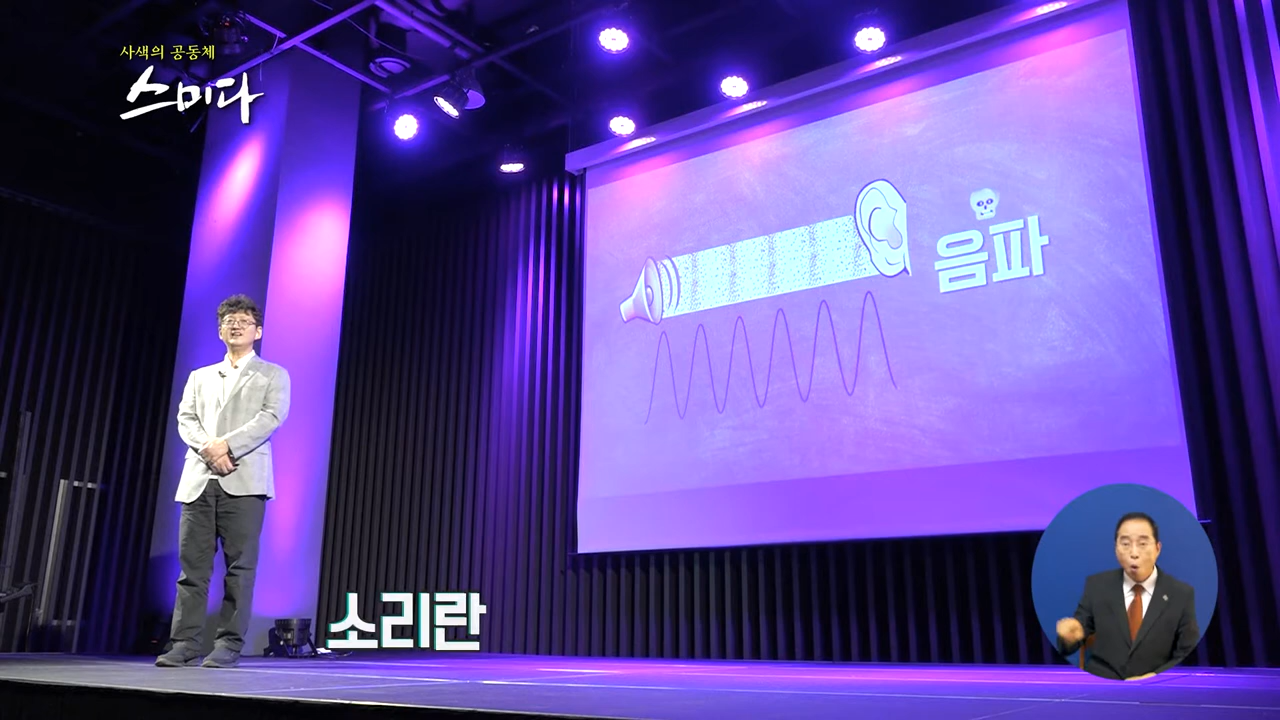 사색의 공동체
스미다
음파
소리란